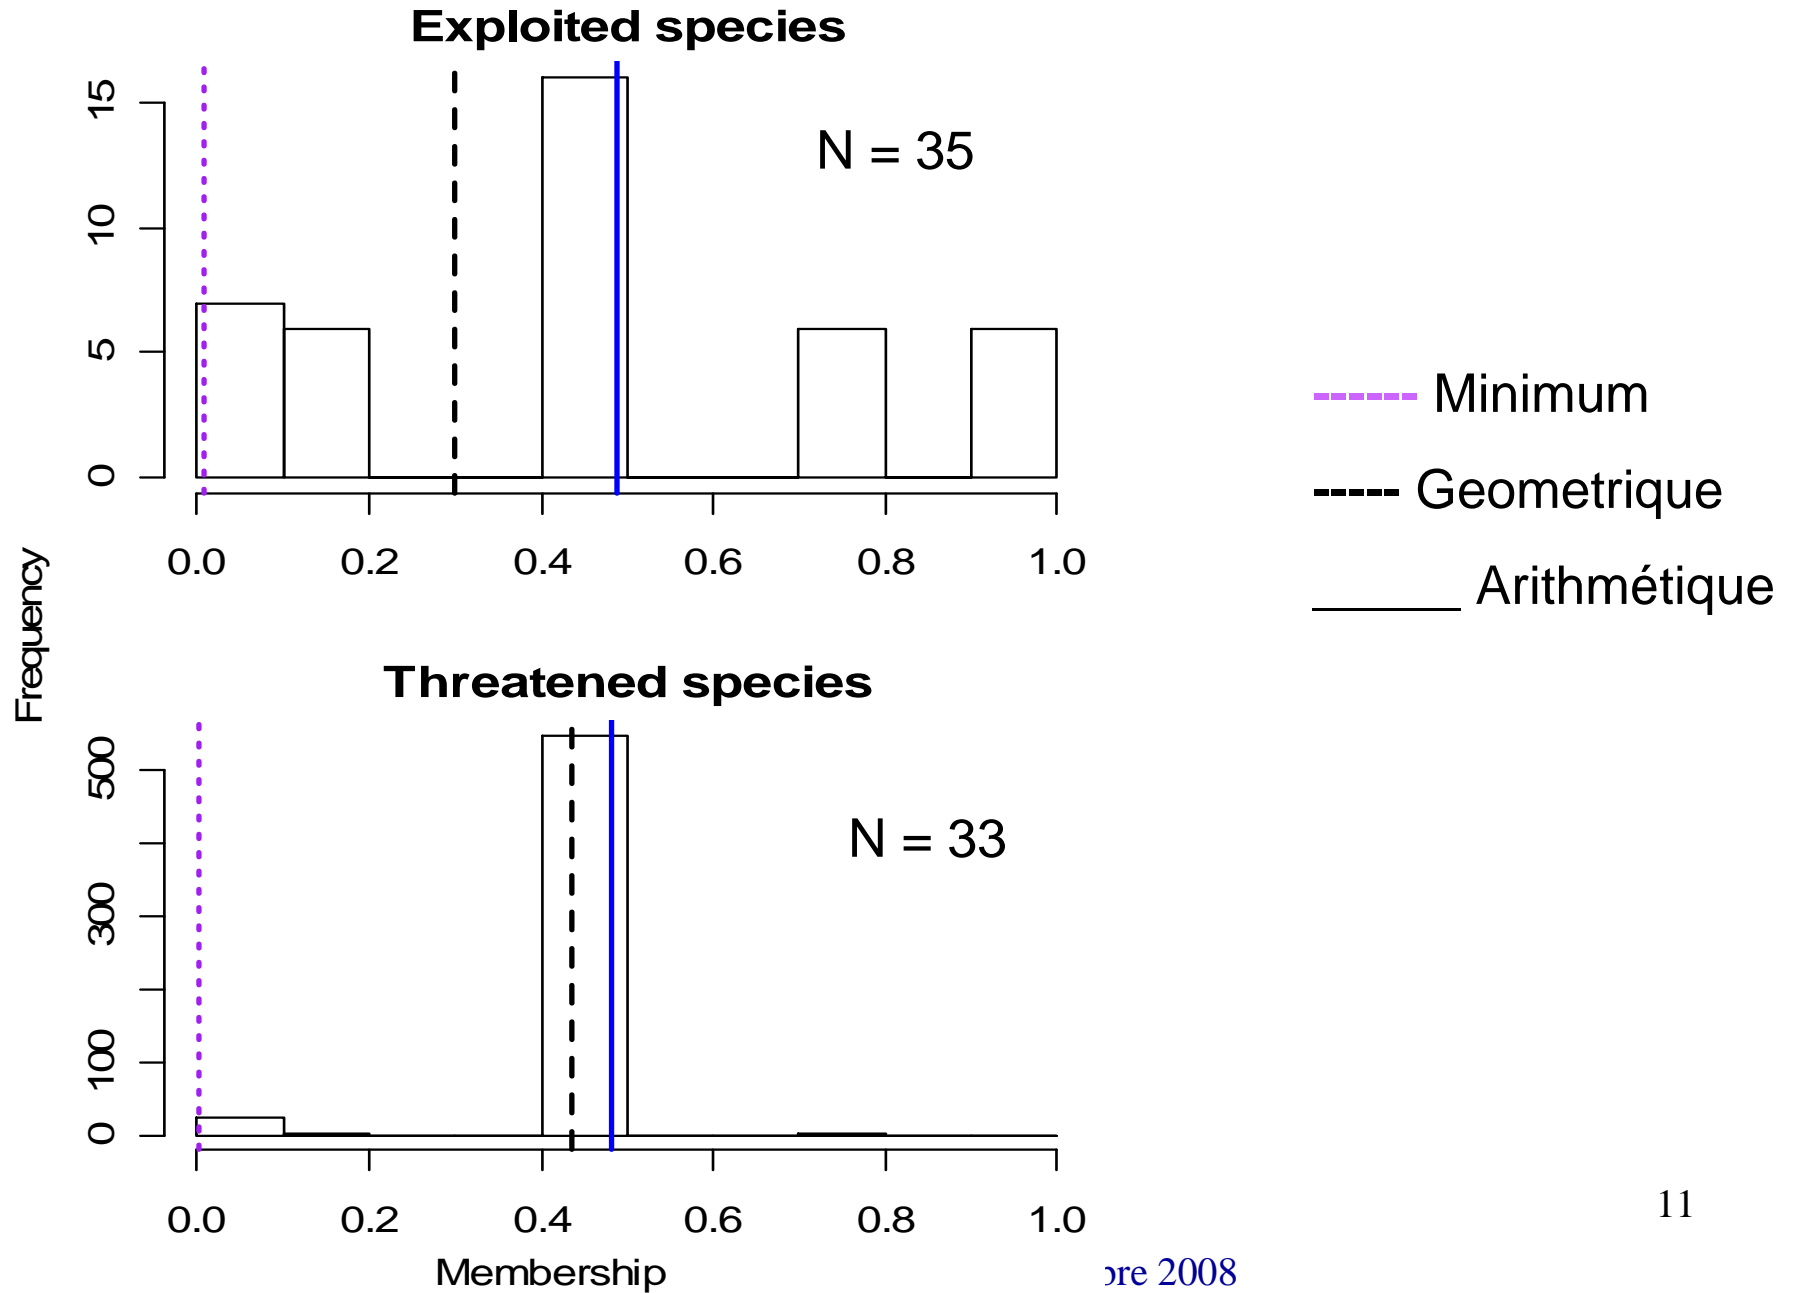 Exploited species
15
10
5
0
N = 35
0.0 0.2 0.4 0.6 0.8 1.0
Minimum
Geometrique
Arithmétique
Frequency
Threatened species
500
300
100
0
N = 33
0.0 0.2 0.4 0.6 0.8 1.0
Membership
2008
11